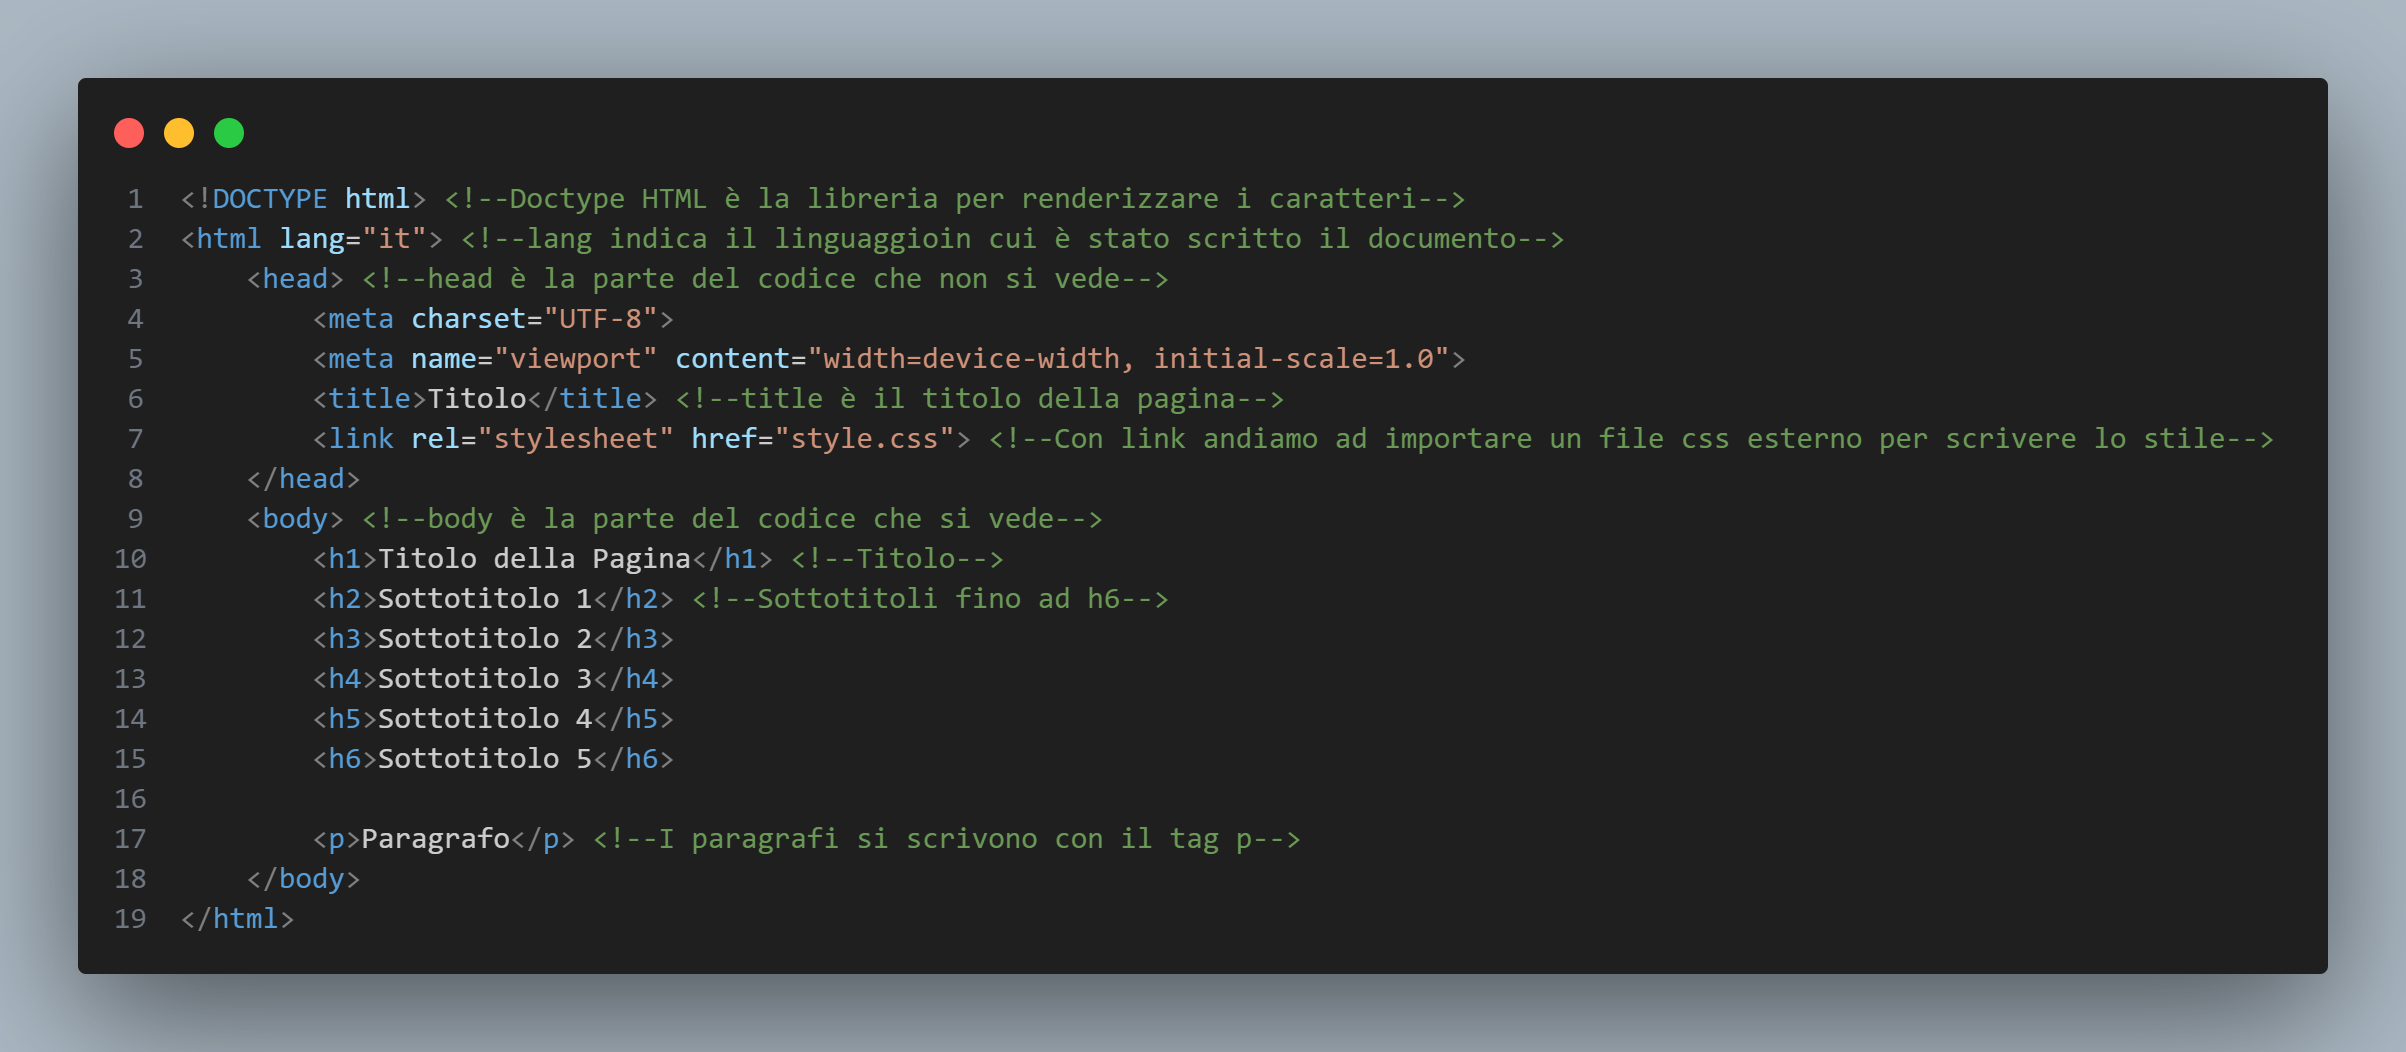 1 <!DOCTYPE html> <!--Doctype HTML è la libreria per renderizzare i caratteri-->
2 <html lang="it"> <!--lang indica il linguaggioin cui è stato scritto il documento-->
3     <head> <!--head è la parte del codice che non si vede-->
4         <meta charset="UTF-8">
5         <meta name="viewport" content="width=device-width, initial-scale=1.0">
6         <title>Titolo</title> <!--title è il titolo della pagina-->
7         <link rel="stylesheet" href="style.css"> <!--Con link andiamo ad importare un file css esterno per scrivere lo stile-->
8     </head>
9     <body> <!--body è la parte del codice che si vede-->
10         <h1>Titolo della Pagina</h1> <!--Titolo-->
11         <h2>Sottotitolo 1</h2> <!--Sottotitoli fino ad h6-->
12         <h3>Sottotitolo 2</h3>
13         <h4>Sottotitolo 3</h4>
14         <h5>Sottotitolo 4</h5>
15         <h6>Sottotitolo 5</h6>
16
17         <p>Paragrafo</p> <!--I paragrafi si scrivono con il tag p-->
18     </body>
19 </html>